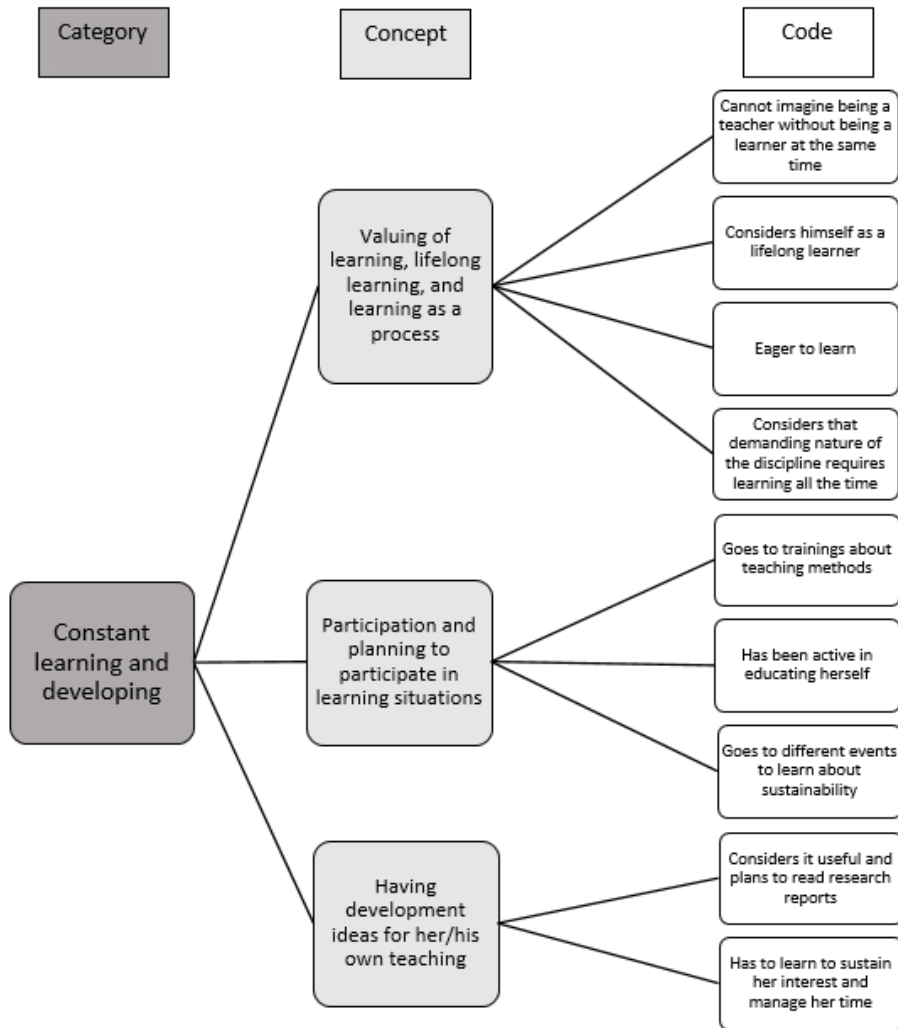 Category
Concept
Code
Cannot imagine being a
teacher without being a
learner at the same
time
Valuing of
learning, lifelong
learning, and
learning as a
process
Considers himself as a
lifelong learner
Eager to learn
Considers that
demanding nature of
the discipline requires
learning all the time
Constant
learning and
developing
Participation and
planning to
participate in
learning situations
Goes to trainings about
teaching methods
Has been active in
educating herself
Goes to different events
to learn about
sustainability
Having
development
ideas for her/his
own teaching
Considers it useful and
plans to read research
reports
Has to learn to sustain
her interest and
manage her time